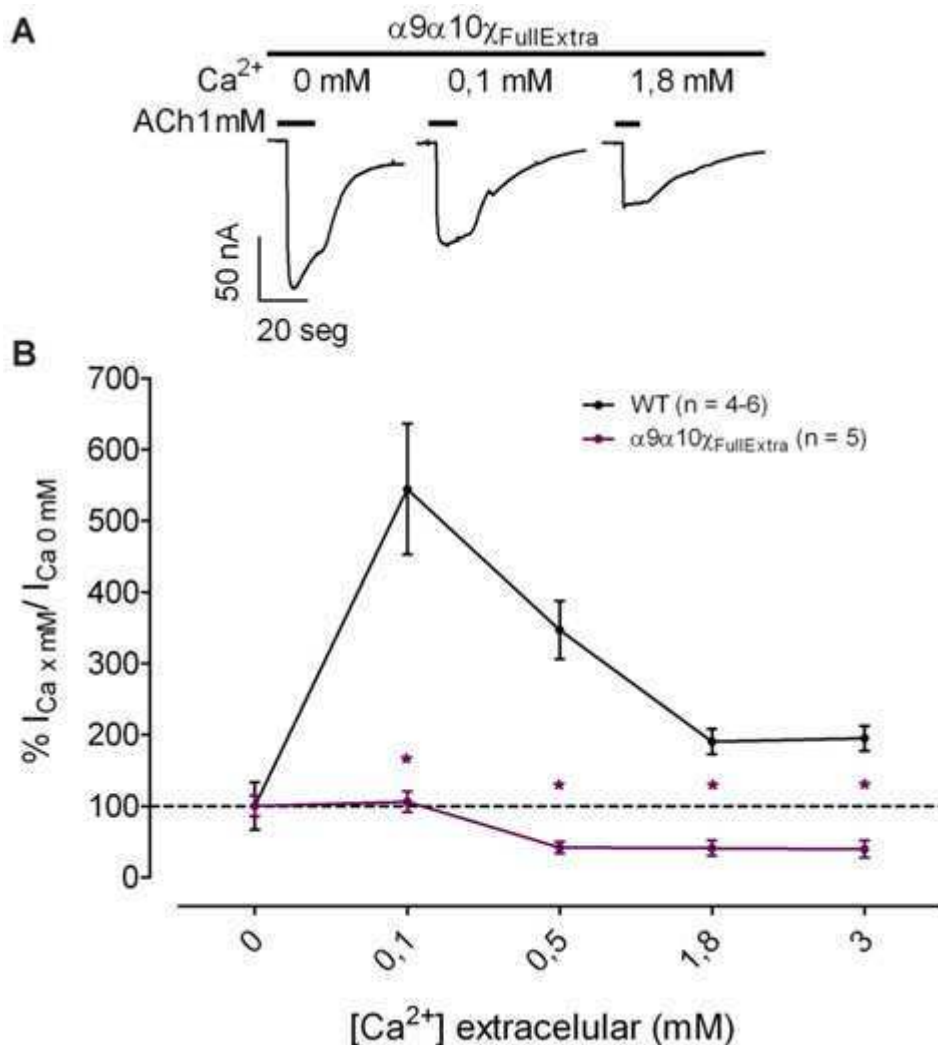 A
α9α10χFullExtra
Ca2+ 0 mM 0,1 mM 1,8 mM
ACh1mM
50 nA
20 seg
B
% ICa x mM/ ICa 0 mM
700
600
500
400
300
200
100
0
WT (n = 4-6)
α9α10χFullExtra (n = 5)
* * * *
0 0,1 0,5 1,8 3
[Ca2+] extracelular (mM)